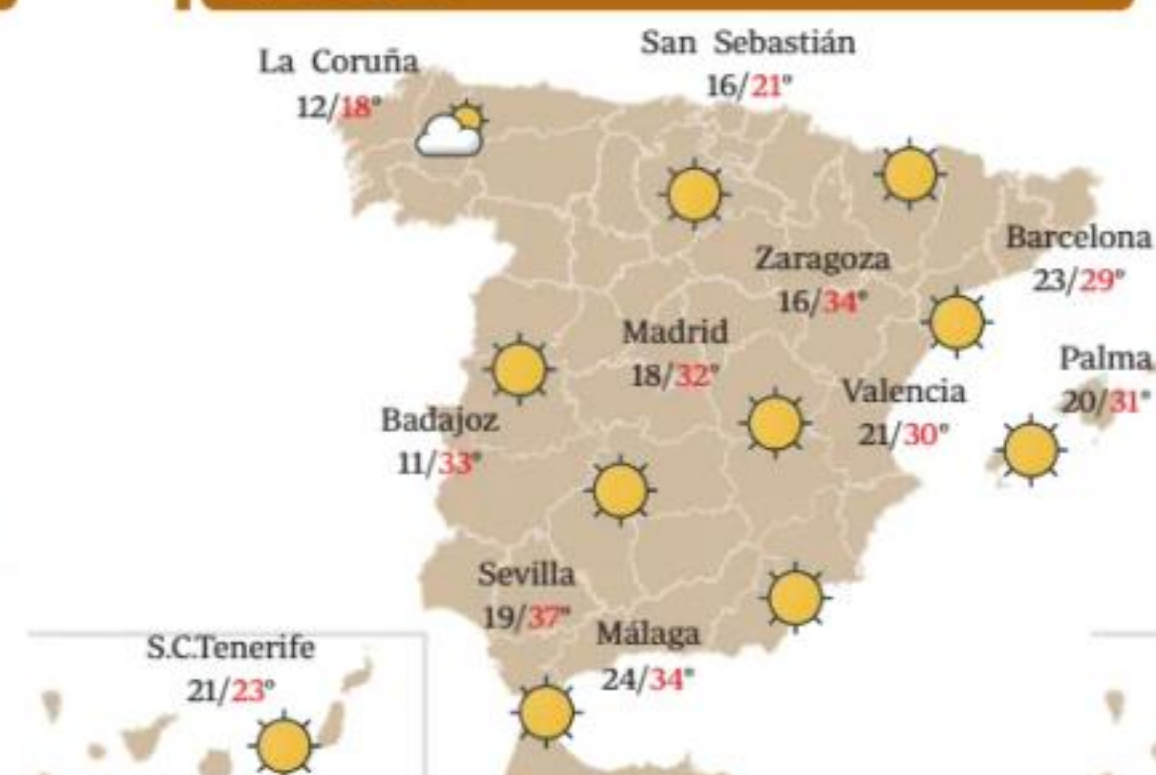 La Coruña
12/18°
San Sebastián
16/21°
Barcelona
23/29°
Zaragoza
16/34°
Madrid
18/32°
Palma
20/31°
Valencia
21/30°
Badajoz
11/33°
Sevilla
19/37°
Málaga
24/34°
S.C.Tenerife
21/23°